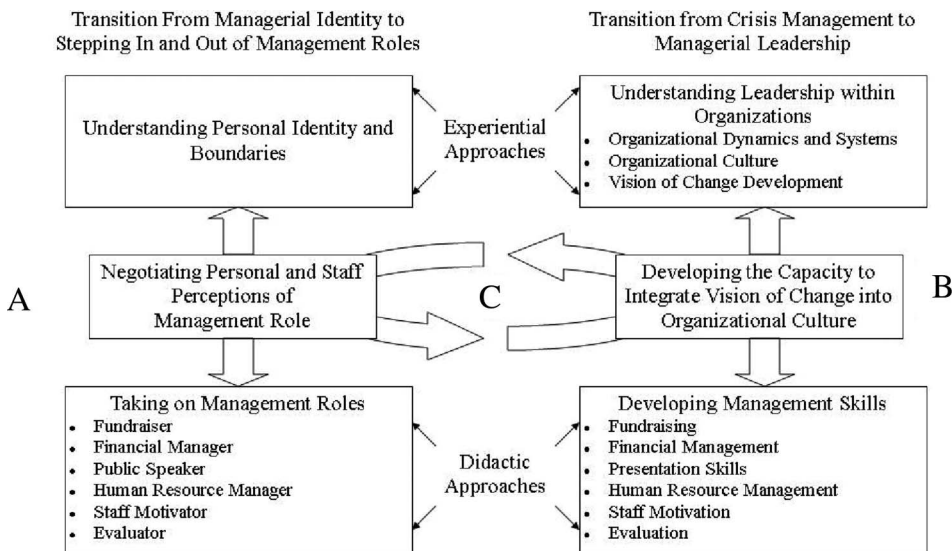 Transition From Managerial Identity to
Stepping In and Out of Management Roles
Transition from Crisis Management to
Managerial Leadership
Understanding Personal Identity and
Boundaries
Experiential
Approaches
Understanding Leadership within
Organizations
• Organizational Dynamics and Systems
• Organizational Culture
• Vision of Change Development
A
Negotiating Personal and Staff
Perceptions of
Management Role
C
Developing the Capacity to
Integrate Vision of Change into
Organizational Culture
B
Taking on Management Roles
• Fundraiser
• Financial Manager
• Public Speaker
• Human Resource Manager
• Staff Motivator
• Evaluator
Didactic
Approaches
Developing Management Skills
• Fundraising
• Financial Management
• Presentation Skills
• Human Resource Management
• Staff Motivation
• Evaluation